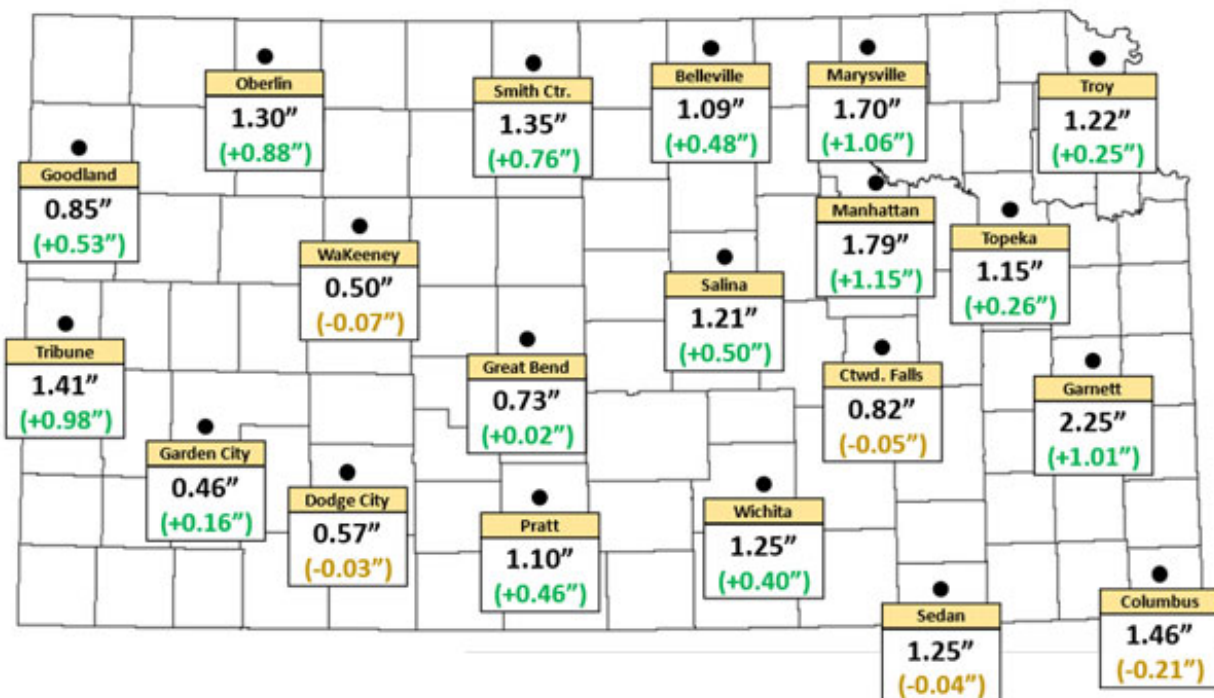 Oberlin
1.30”
(+0.88”)
Smith Ctr.
1.35”
(+0.76”)
Belleville
1.09”
(+0.48”)
Marysville
1.70”
(+1.06”)
Troy
1.22”
(+0.25”)
Goodland
0.85”
(+0.53”)
WaKeeney
0.50”
(-0.07”)
Manhattan
1.79”
(+1.15”)
Topeka
1.15”
(+0.26”)
Salina
1.21”
(+0.50”)
Tribune
1.41”
(+0.98”)
Great Bend
0.73”
(+0.02”)
Ctwd. Falls
0.82”
(-0.05”)
Garnett
2.25”
(+1.01”)
Garden City
0.46”
(+0.16”)
Dodge City
0.57”
(-0.03”)
Pratt
1.10”
(+0.46”)
Wichita
1.25”
(+0.40”)
Sedan
1.25”
(-0.04”)
Columbus
1.46”
(-0.21”)